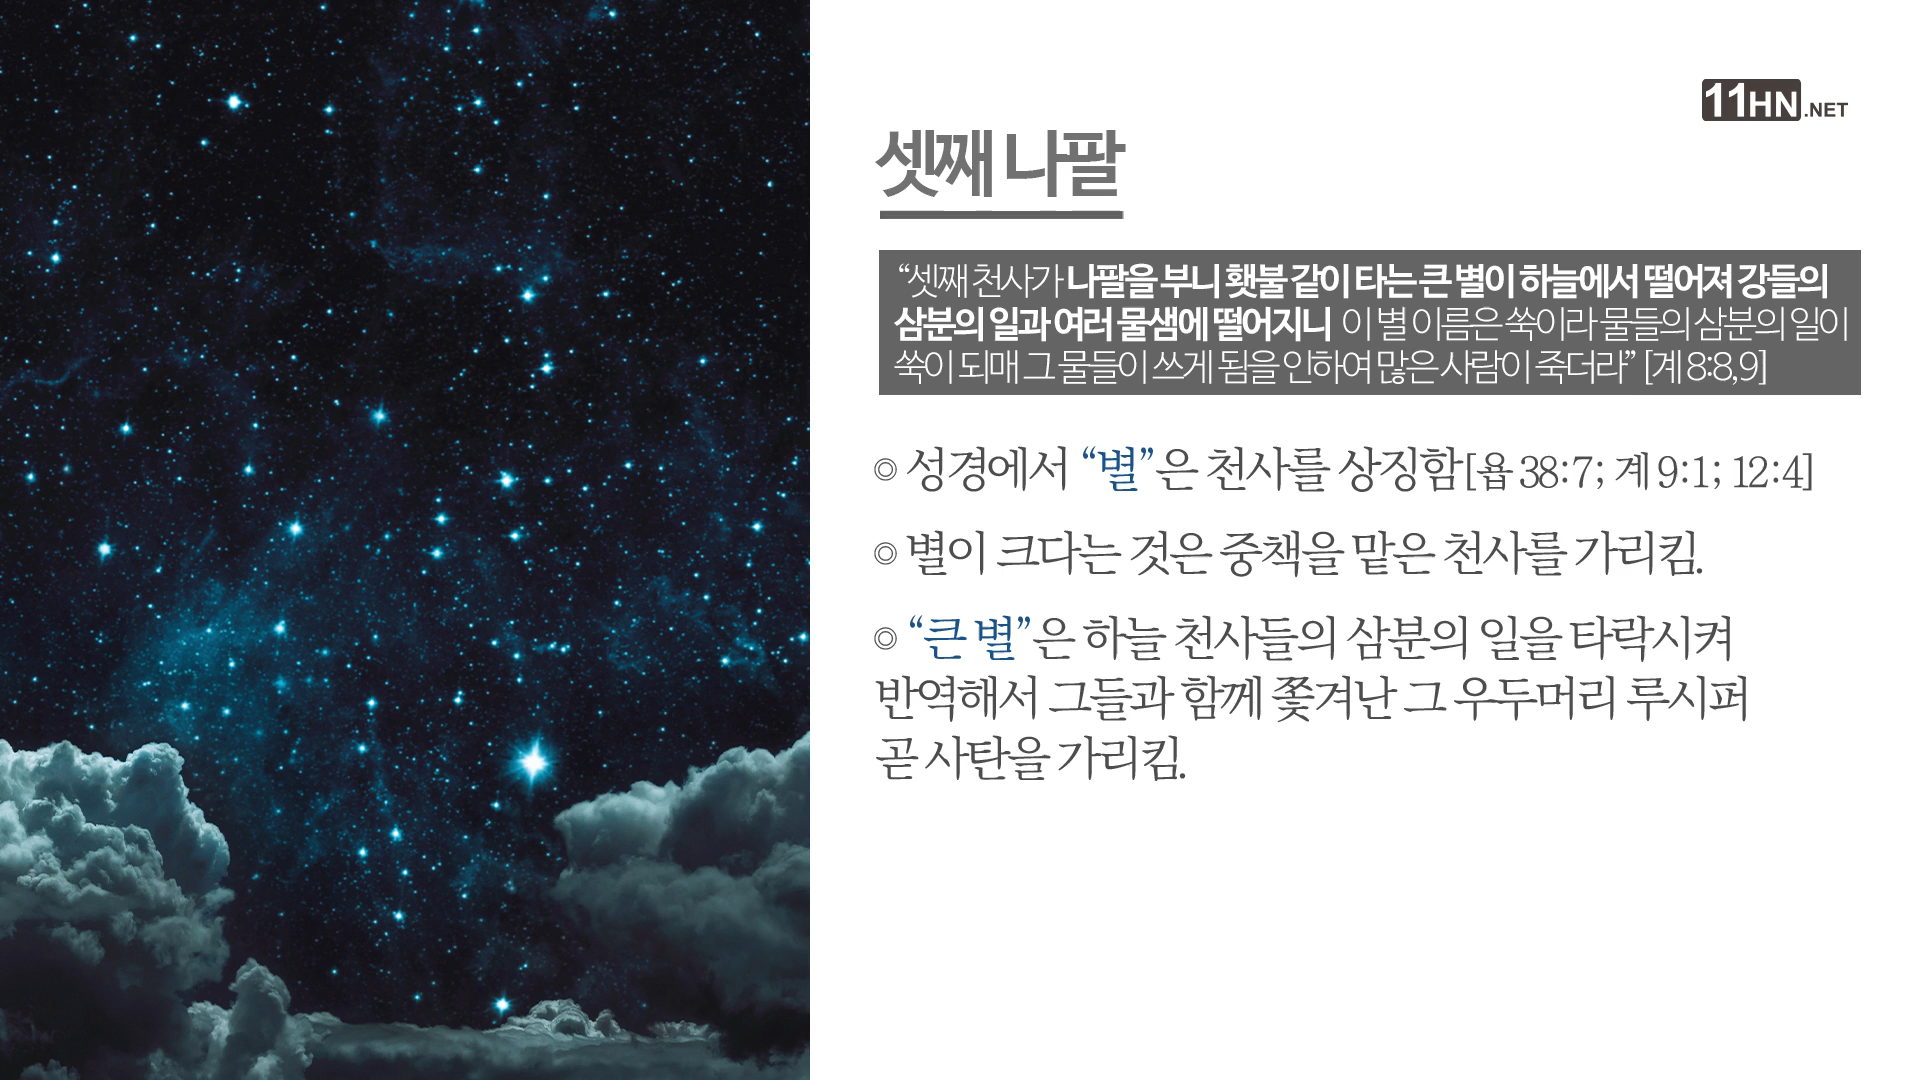 11HN.NET
셋째 나팔
“셋째 천사가 나팔을 부니 횃불 같이 타는 큰 별이 하늘에서 떨어져 강들의
삼분의 일과 여러 물샘에 떨어지니 이 별 이름은 쑥이라 물들의 삼분의 일이
쑥이 되매 그 물들이 쓰게 됨을 인하여 많은 사람이 죽더라” [계 8:8,9]
◎ 성경에서 “별”은 천사를 상징함[욥 38:7; 계 9:1; 12:4]
◎ 별이 크다는 것은 중책을 맡은 천사를 가리킴.
◎ “큰 별”은 하늘 천사들의 삼분의 일을 타락시켜
반역해서 그들과 함께 쫓겨난 그 우두머리 루시퍼
곧 사탄을 가리킴.